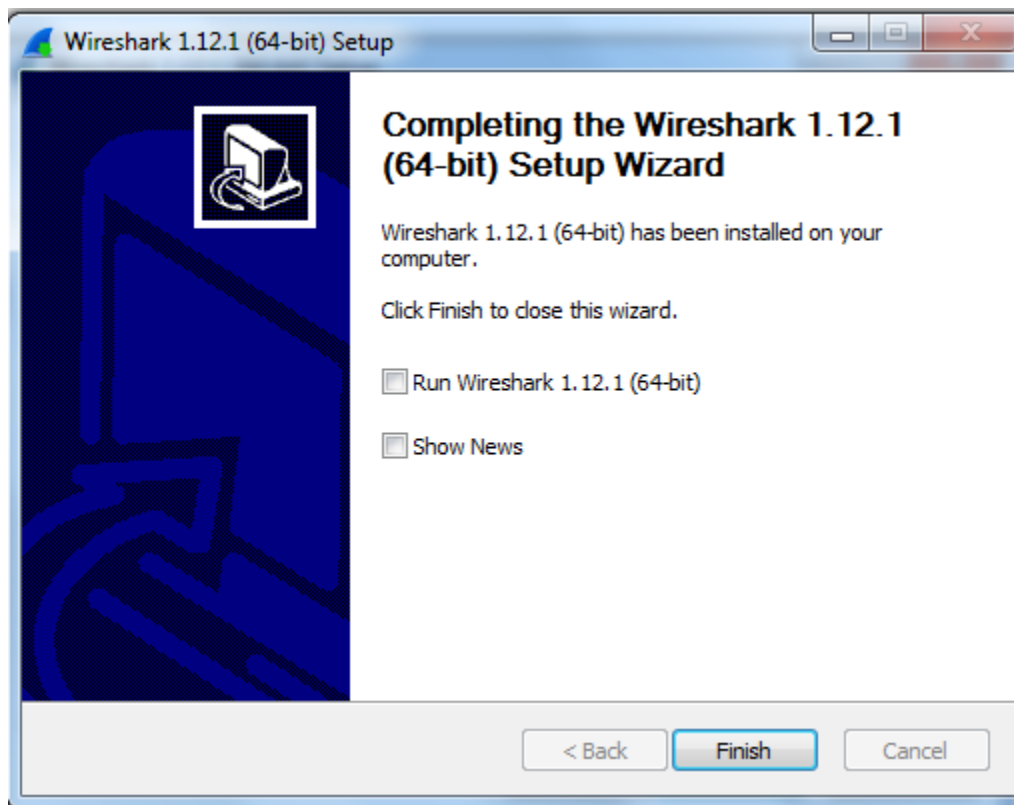 Wireshark 1.12.1 (64-bit) Setup
Completing the Wireshark 1.12.1
(64-bit) Setup Wizard
Wireshark 1.12.1 (64-bit) has been installed on your
computer.
Click Finish to close this wizard.
Run Wireshark 1.12.1 (64-bit)
Show News
< Back
Finish
Cancel